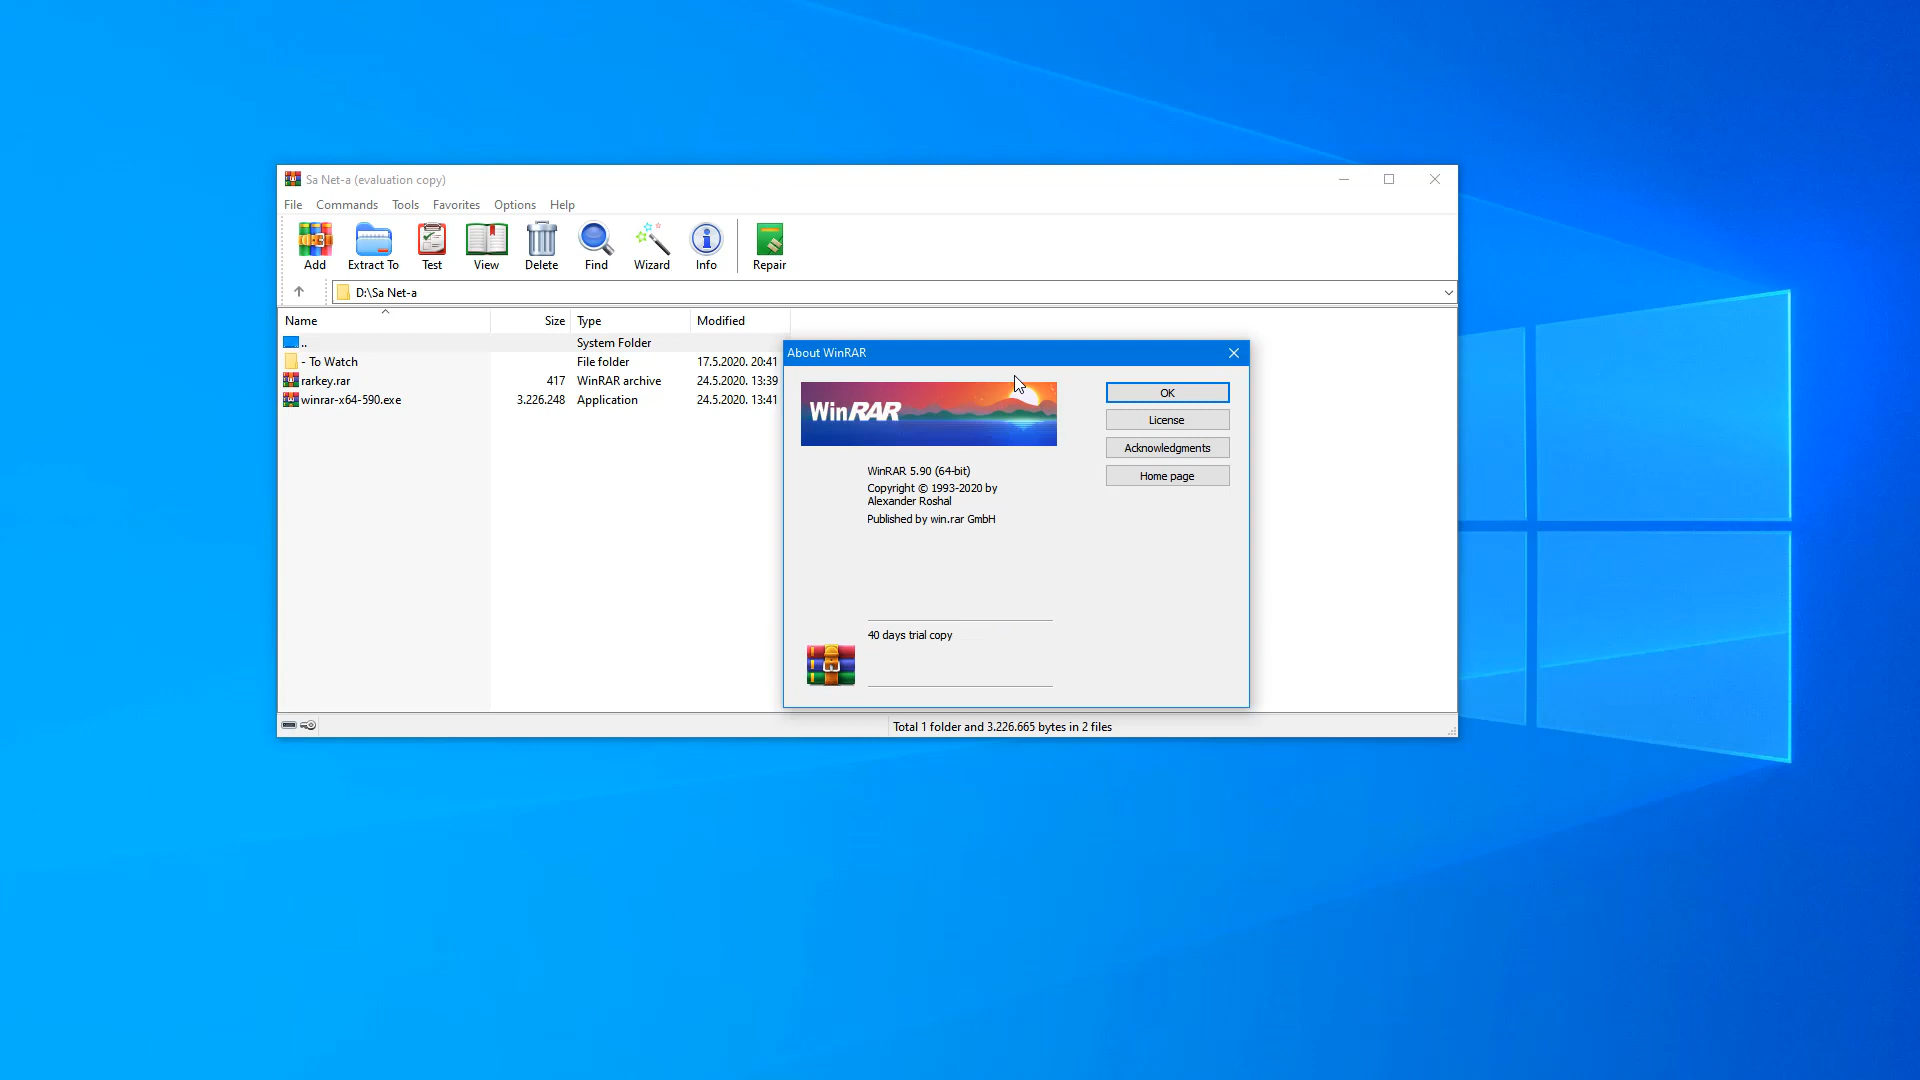 Sa Net-a (evaluation copy)
File Commands Tools Favorites Options Help
Add Extract To Test View Delete Find Wizard Info Repair
D:\Sa Net-a
Name Size Type Modified
.. System Folder
- To Watch File folder 17.5.2020. 20:41
rarkey.rar 417 WinRAR archive 24.5.2020. 13:39
winrar-x64-590.exe 3.226.248 Application 24.5.2020. 13:41
About WinRAR
WinRAR
OK
License
Acknowledgments
Home page
WinRAR 5.90 (64-bit)
Copyright © 1993-2020 by
Alexander Roshal
Published by win.rar GmbH
40 days trial copy
Total 1 folder and 3.226.665 bytes in 2 files